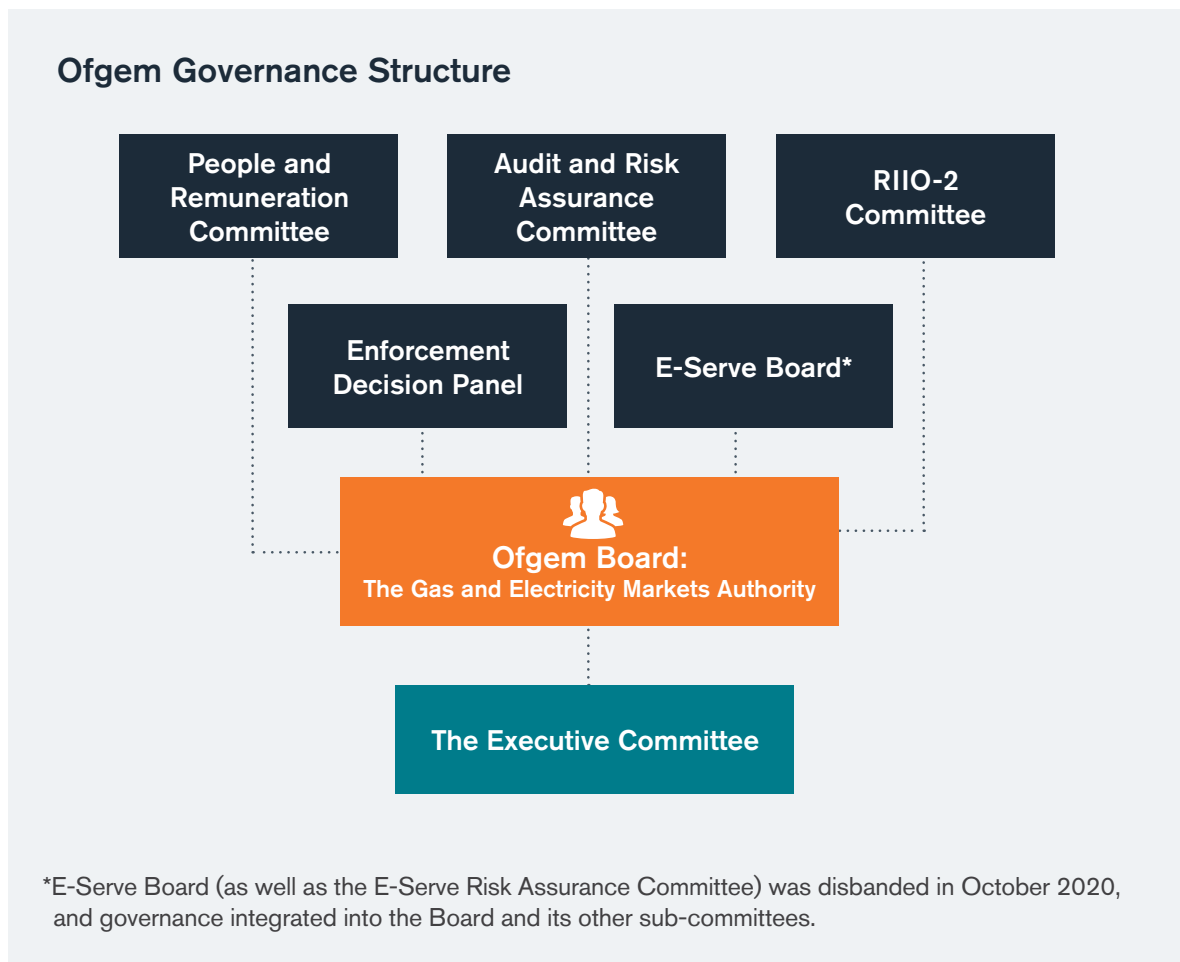 Ofgem Governance Structure
People and
Remuneration
Committee
Audit and Risk
Assurance
Committee
RIIO-2
Committee
Enforcement
Decision Panel
E-Serve Board*
Ofgem Board:
The Gas and Electricity Markets Authority
The Executive Committee
*E-Serve Board (as well as the E-Serve Risk Assurance Committee) was disbanded in October 2020,
and governance integrated into the Board and its other sub-committees.